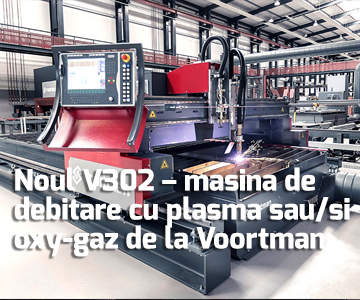 Noul V302 – masina de
debitare cu plasma sau/si
oxy-gaz de la Voortman